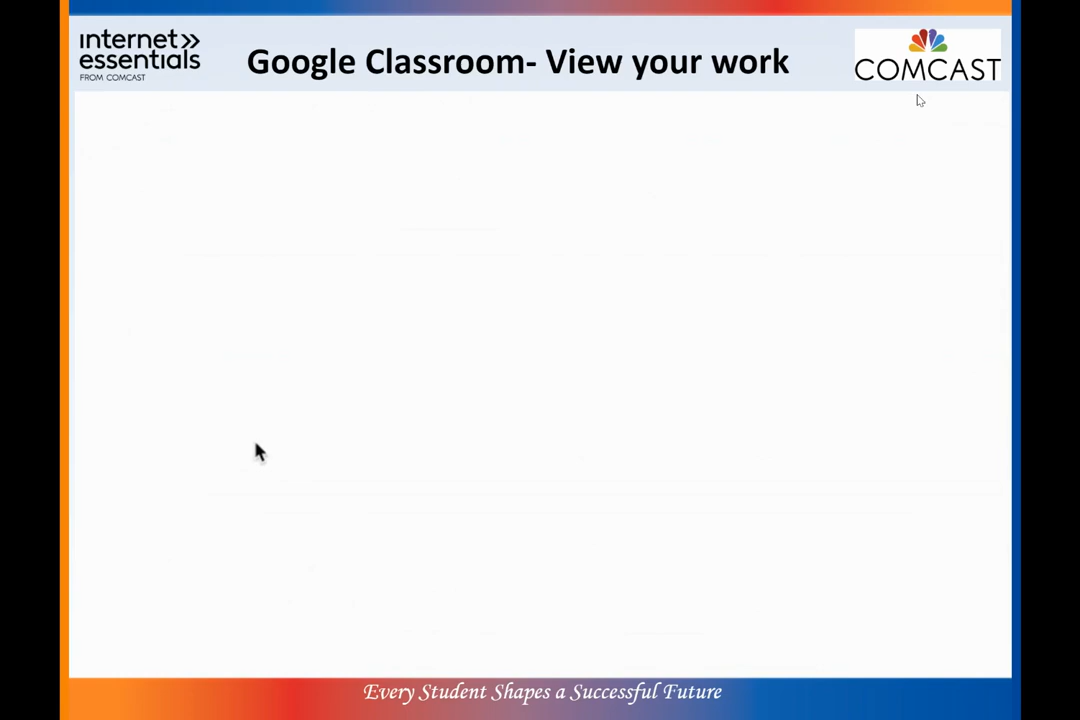 internet>>
essentials
FROM COMCAST
Google Classroom- View your work
COMCAST
Every Student Shapes a Successful Future